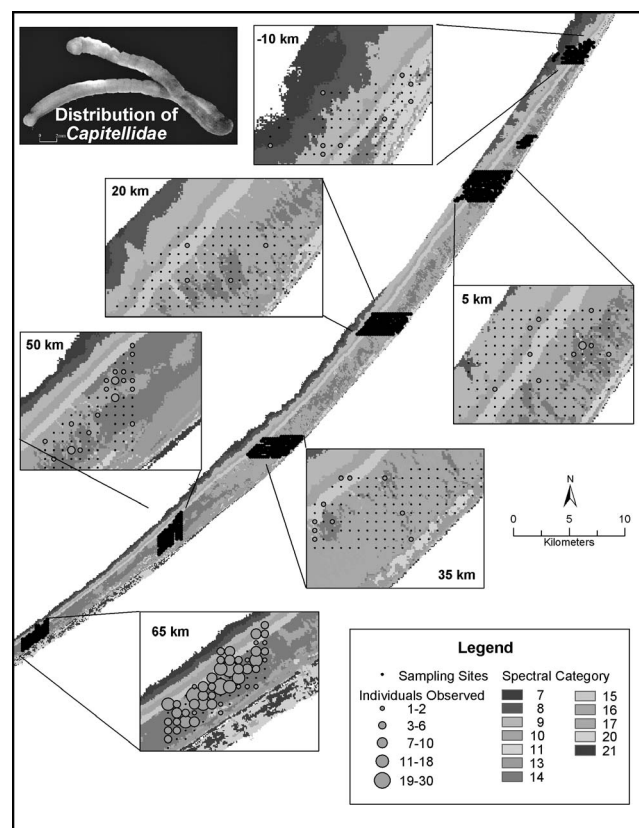 -10 km
Distribution of
Capitellidae
20 km
5 km
50 km
N
0 5 10
Kilometers
35 km
65 km
Legend
Sampling Sites
Individuals Observed
1-2
3-6
7-10
11-18
19-30
Spectral Category
7
8
9
10
11
13
14
15
16
17
20
21